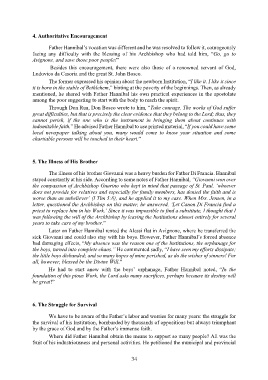 4. Authoritative Encouragement
Father Hannibal's vocation was different and he was resolved to follow it, courageously
facing any difficulty with the blessing of his Archbishop who had told him, "Go, go to
Avignone, and save those poor people!"
Besides this encouragement, there were also those of a renowned servant of God,
Ludovico da Casoria and the great St. John Bosco.
The former expressed his opinion about the newborn Institution, "I like it. I like it since
it is born in the stable of Bethlehem," hinting at the poverty of the beginnings. Then, as already
mentioned, he shared with Father Hannibal his own practical experiences in the apostolate
among the poor suggesting to start with the body to reach the spirit.
Through Don Rua, Don Bosco wrote to him, "Take courage. The works of God suffer
great difficulties, but this is precisely the clear evidence that they belong to the Lord; thus, they
cannot perish, if the one who is the instrument in bringing them about continues with
indomitable faith." He advised Father Hannibal to use printed material, "If you could have some
local newspaper talking about you, many would come to know your situation and some
charitable persons will be touched in their heart."
5. The Illness of His Brother
The illness of his brother Giovanni was a heavy burden for Father Di Francia. Hannibal
stayed constantly at his side. According to some notes of Father Hannibal, "Giovanni was ever
the companion of Archbishop Guarino who kept in mind that passage of St. Paul, 'whoever
does not provide for relatives and especially for family members, has denied the faith and is
worse than an unbeliever' (I Tim 5:8), and he applied it to my case. When Mrs. Jensen, in a
letter, questioned the Archbishop on this matter, he answered, 'Let Canon Di Francia find a
priest to replace him in his Work.' Since it was impossible to find a substitute, I thought that I
was following the will of the Archbishop by leaving the Institutions almost entirely for several
years to take care of my brother."
Later on Father Hannibal rented the Alcesi flat in Avignone, where he transferred the
sick Giovanni and could also stay with his boys. However, Father Hannibal's forced absence
had damaging effects, "My absence was the reason one of the Institutions, the orphanage for
the boys, turned into complete chaos." He commented sadly, "I have seen my efforts dissipate;
the little boys disbanded; and so many hopes of mine perished, as do the wishes of sinners! For
all, however, blessed be the Divine Will."
He had to start anew with the boys' orphanage. Father Hannibal noted, "In the
foundation of this pious Work, the Lord asks many sacrifices, perhaps because its destiny will
be great!"
6. The Struggle for Survival
We have to be aware of the Father's labor and worries for many years: the struggle for
the survival of his institution, bombarded by thousands of oppositions but always triumphant
by the grace of God and by the Father's immense faith.
Where did Father Hannibal obtain the means to support so many people? All was the
fruit of his industriousness and personal activities. He petitioned the municipal and provincial
34